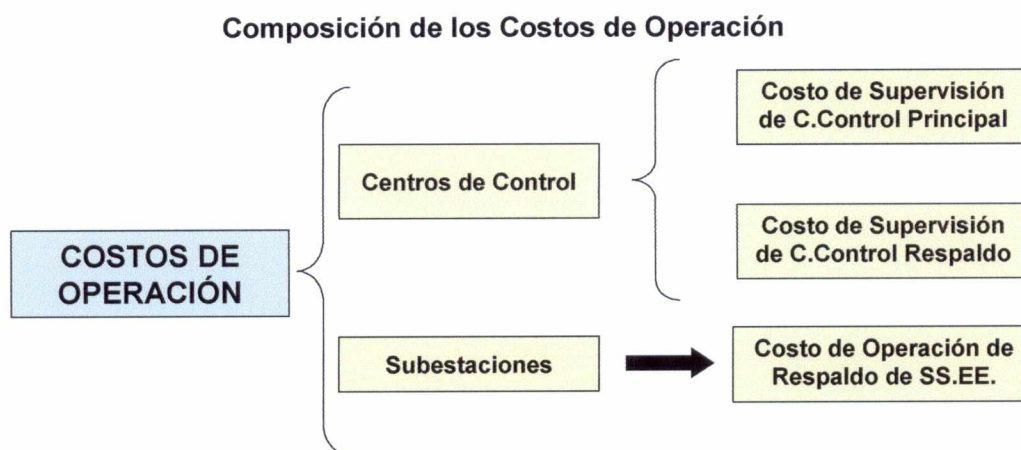 Composición de los Costos de Operación
COSTOS DE
OPERACIÓN
Centros de Control
Costo de Supervisión
de C.Control Principal
Costo de Supervisión
de C.Control Respaldo
Subestaciones
Costo de Operación de
Respaldo de SS.EE.